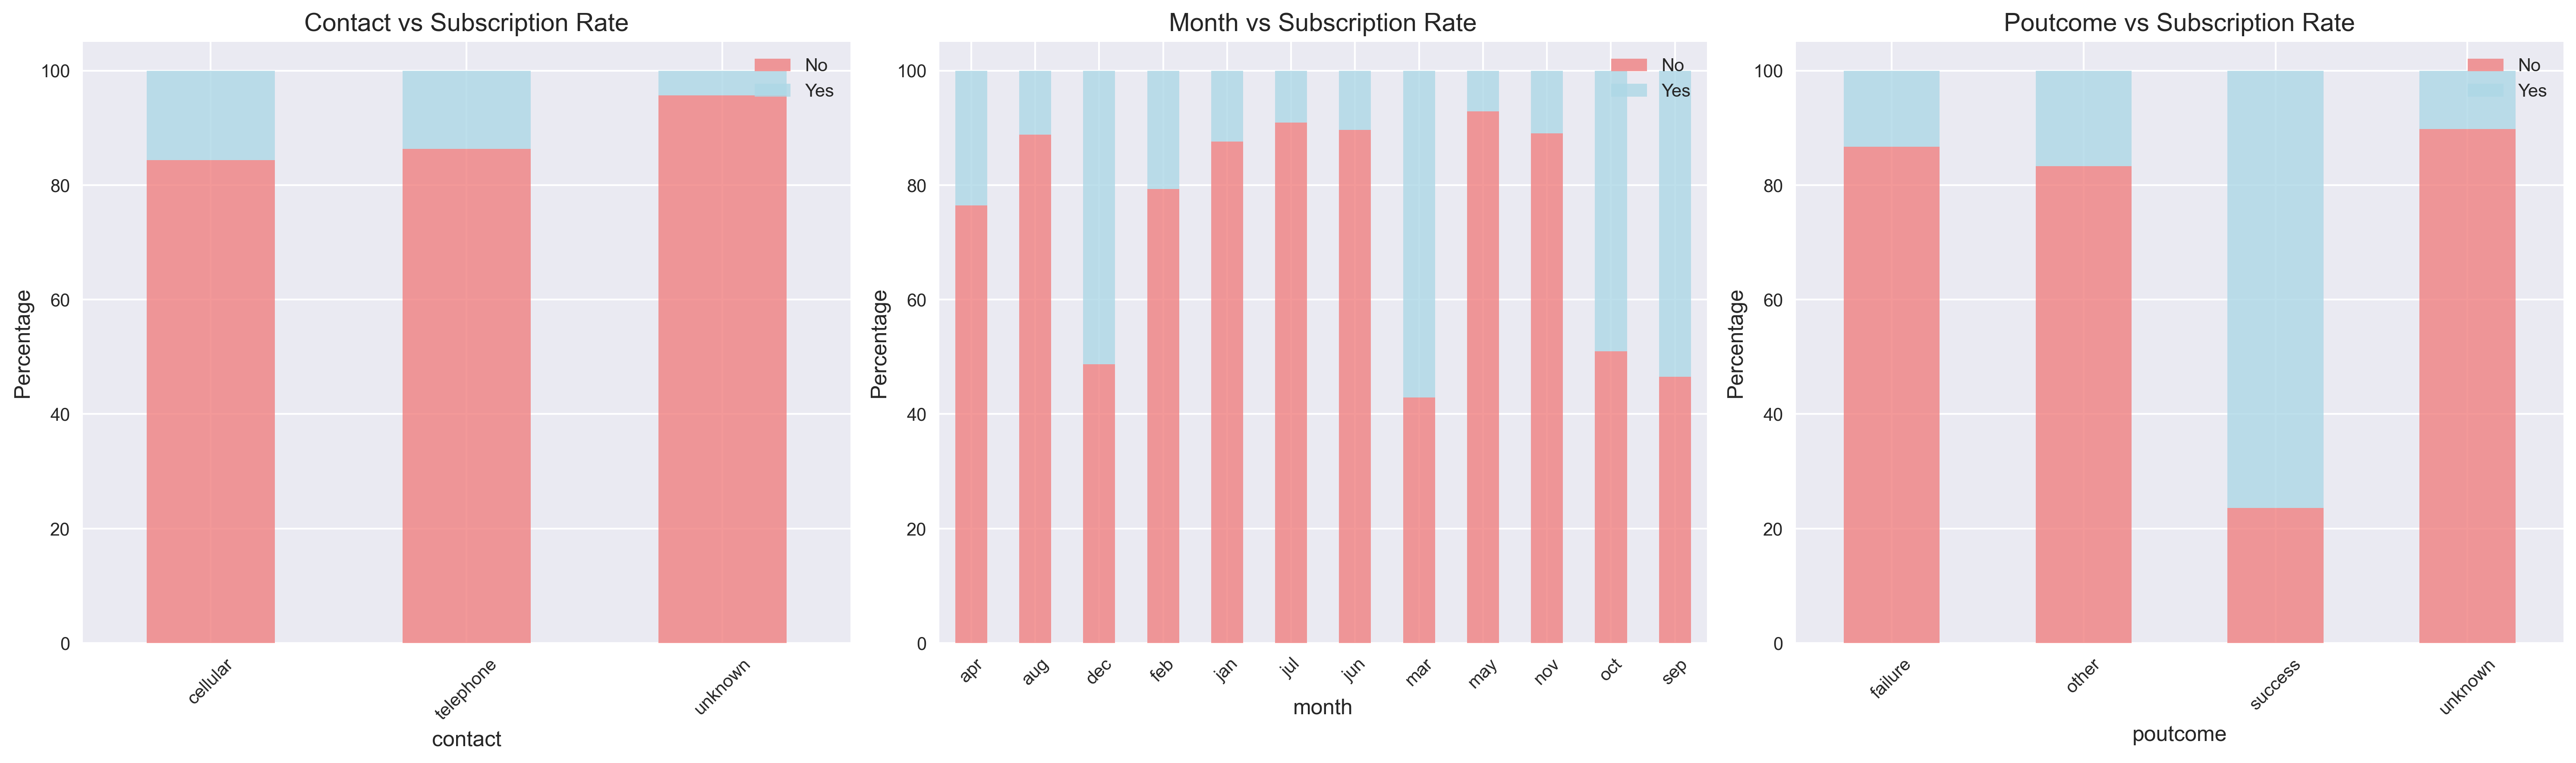 Contact vs Subscription Rate
No
Yes
100
80
60
40
20
0
Percentage
cellular
telephone
unknown
contact
Month vs Subscription Rate
No
Yes
100
80
60
40
20
0
Percentage
apr
aug
dec
feb
jan
jul
jun
mar
may
nov
oct
sep
month
Poutcome vs Subscription Rate
No
Yes
100
80
60
40
20
0
Percentage
failure
other
success
unknown
poutcome